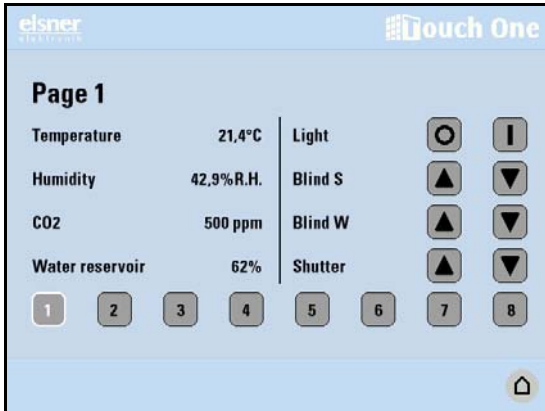 elsner
elektronik
Touch One
Page 1
Temperature 21,4°C Light
Humidity 42,9%R.H. Blind S
CO2 500 ppm Blind W
Water reservoir 62% Shutter
1 2 3 4 5 6 7 8